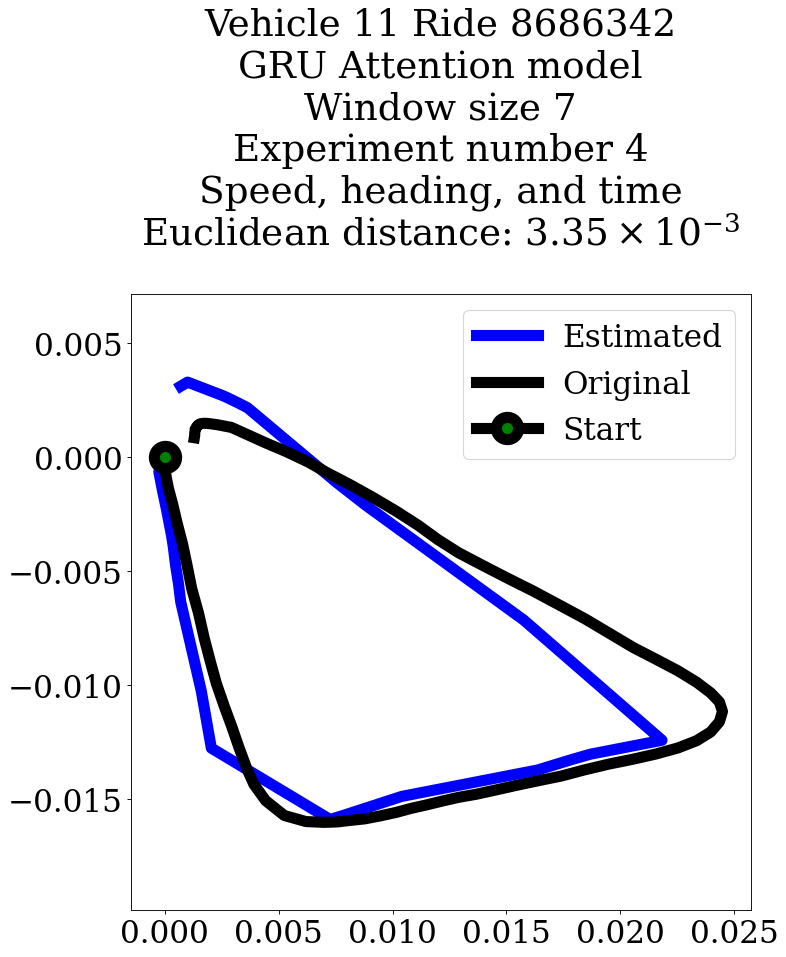 Vehicle 11 Ride 8686342
GRU Attention model
Window size 7
Experiment number 4
Speed, heading, and time
Euclidean distance: 3.35 × 10⁻³
Estimated
Original
Start
0.005
0.000
−0.005
−0.010
−0.015
0.000 0.005 0.010 0.015 0.020 0.025